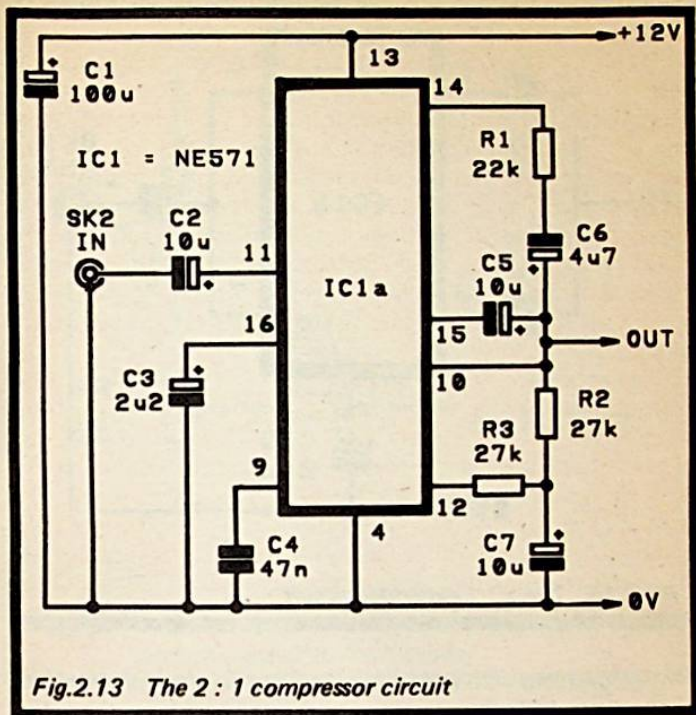 +12V
13
C1
100u
14
IC1 = NE571
R1
22k
SK2
IN
C2
10u
11
C6
4u7
C5
10u
IC1a
16
15
OUT
10
C3
2u2
R2
27k
R3
27k
9
12
4
C4
47n
C7
10u
0V
Fig.2.13 The 2 : 1 compressor circuit